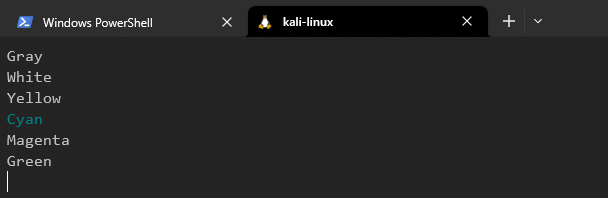 Windows PowerShell
kali-linux
Gray
White
Yellow
Cyan
Magenta
Green